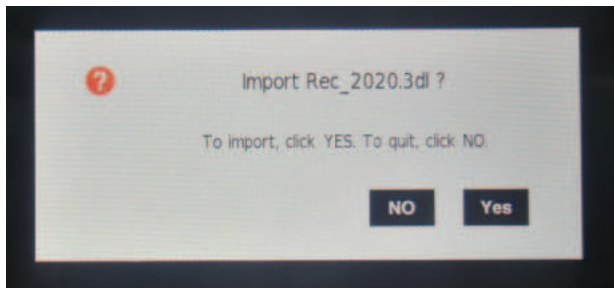 ?
Import Rec_2020.3dl ?
To import, click YES. To quit, click NO.
NO Yes